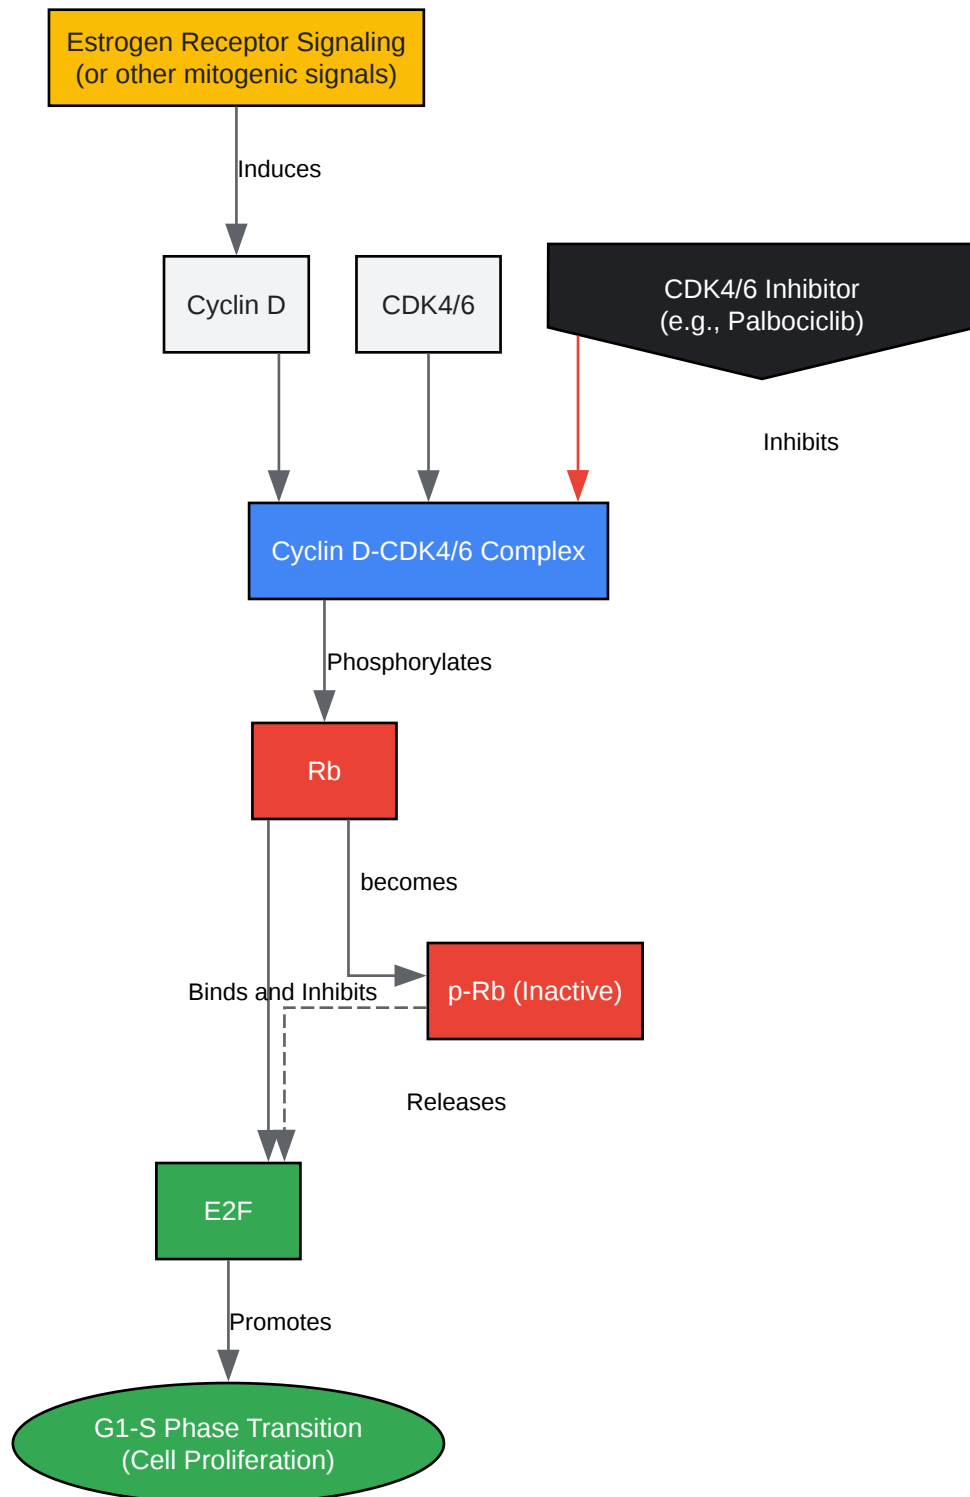 Estrogen Receptor Signaling
(or other mitogenic signals)
Induces
Cyclin D
CDK4/6
CDK4/6 Inhibitor
(e.g., Palbociclib)
Inhibits
Cyclin D-CDK4/6 Complex
Phosphorylates
Rb
becomes
Binds and Inhibits
p-Rb (Inactive)
Releases
E2F
Promotes
G1-S Phase Transition
(Cell Proliferation)